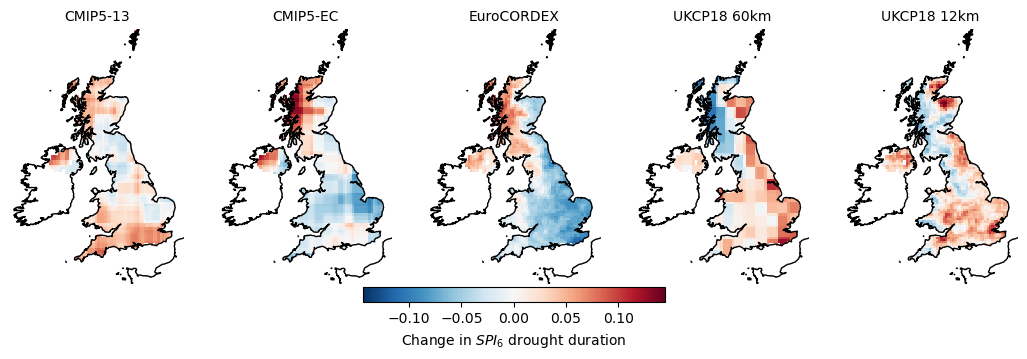 CMIP5-13 CMIP5-EC EuroCORDEX UKCP18 60km UKCP18 12km
−0.10 −0.05 0.00 0.05 0.10
Change in SPI₆ drought duration